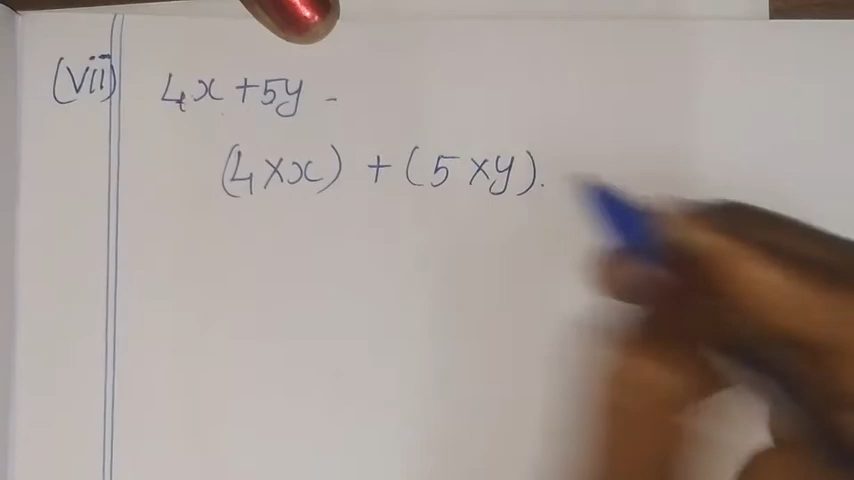 (vii) 4x + 5y -
(4 × x) + (5 × y).